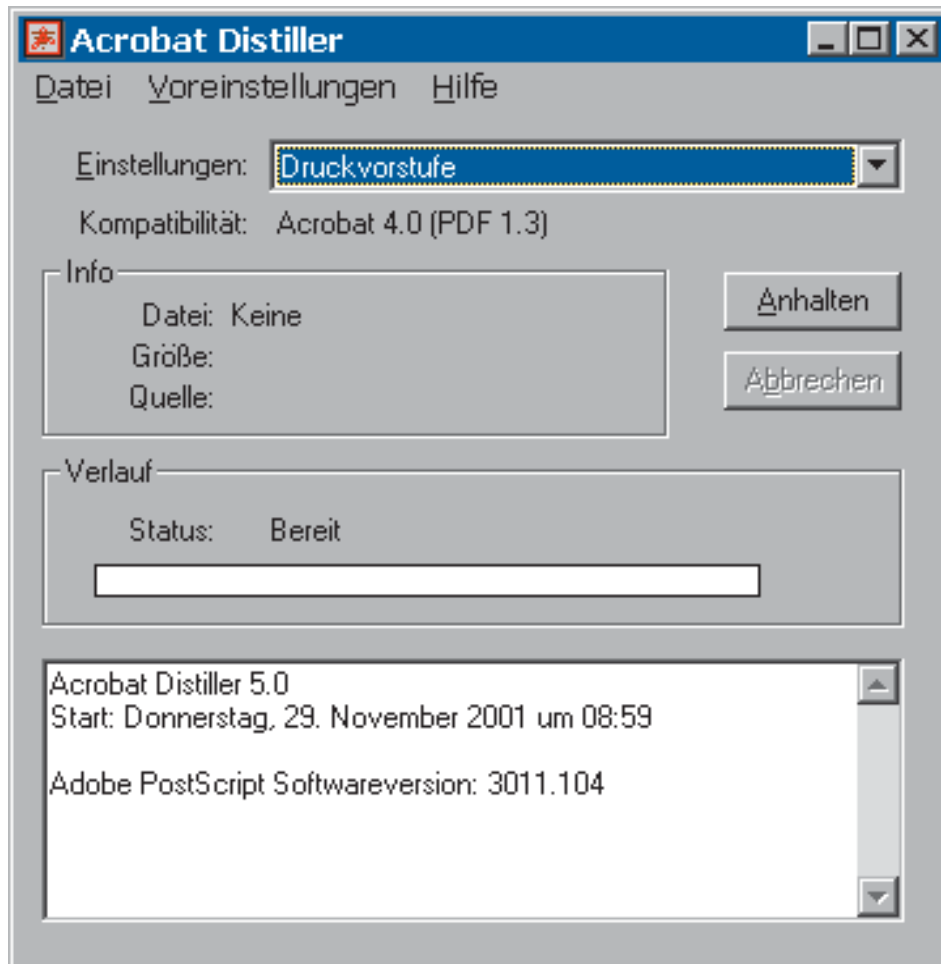 Acrobat Distiller
Datei Voreinstellungen Hilfe
Einstellungen: Druckvorstufe
Kompatibilität: Acrobat 4.0 (PDF 1.3)
Info
Datei: Keine
Größe:
Quelle:
Anhalten
Abbrechen
Verlauf
Status: Bereit
Acrobat Distiller 5.0
Start: Donnerstag, 29. November 2001 um 08:59
Adobe PostScript Softwareversion: 3011.104